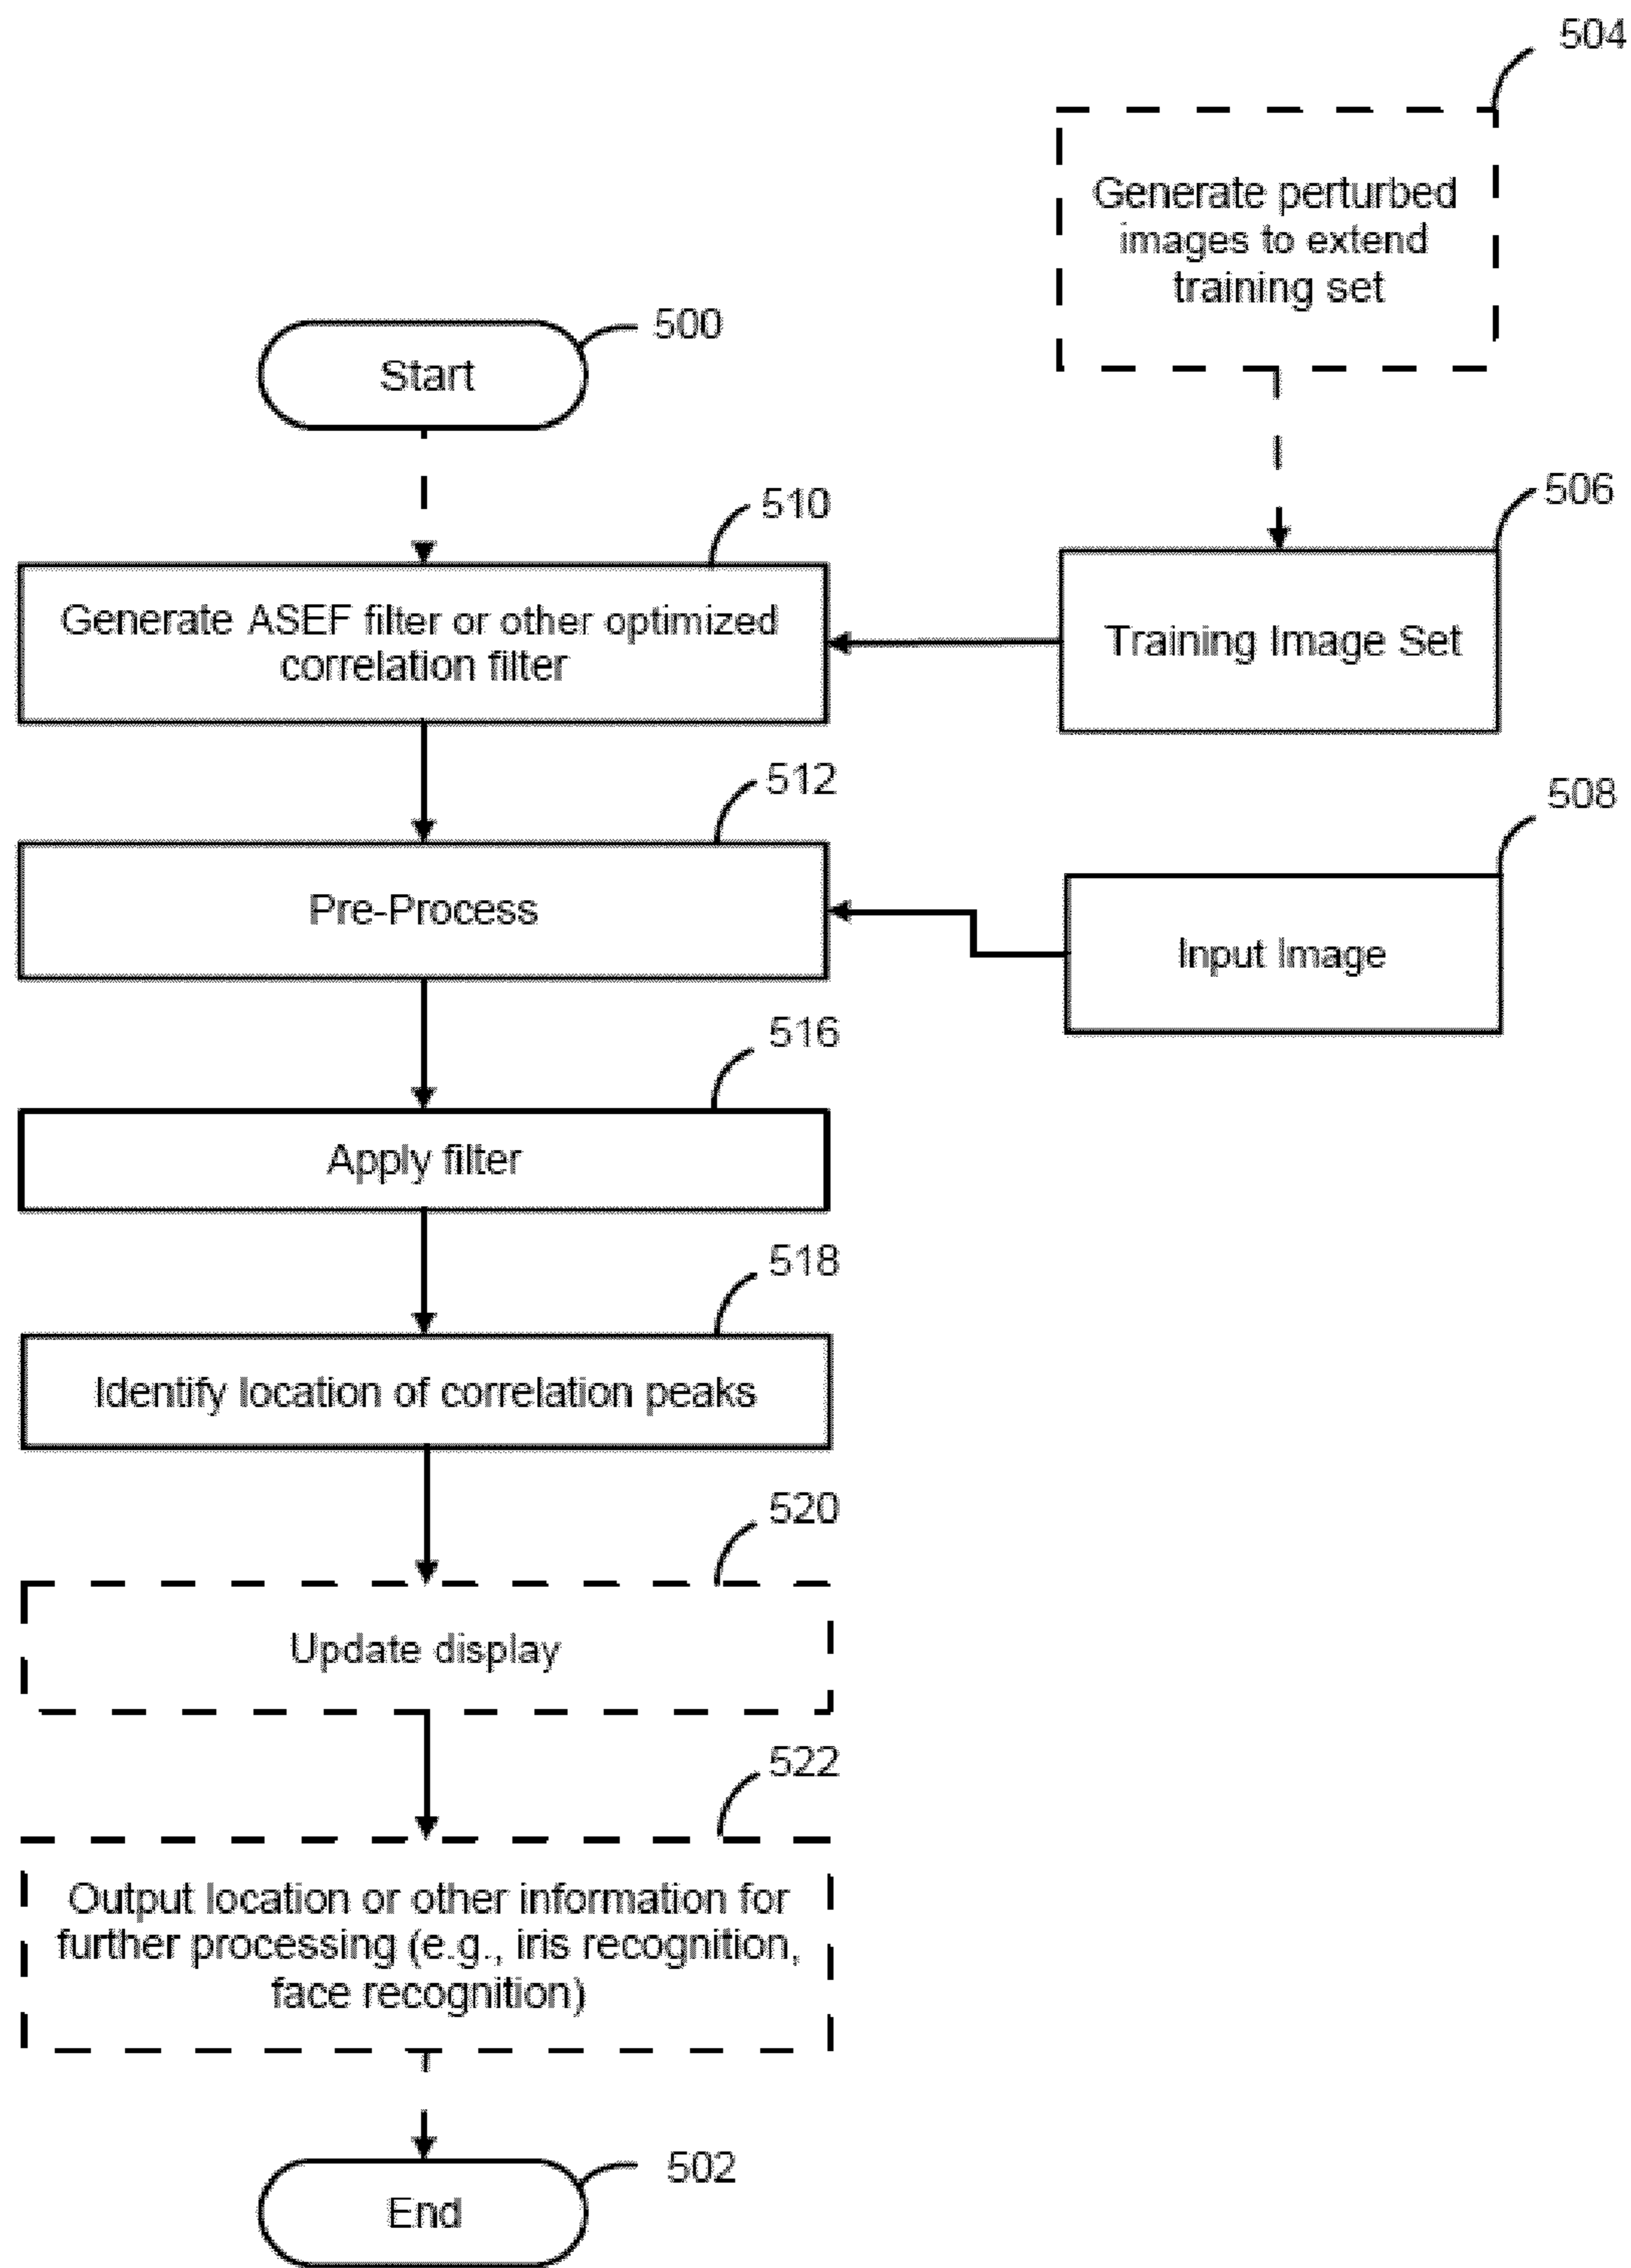 504
Generate perturbed
images to extend
training set
500
Start
510
506
Generate ASEF filter or other optimized
correlation filter
Training Image Set
512
508
Pre-Process
Input Image
516
Apply filter
518
Identify location of correlation peaks
520
Update display
522
Output location or other information for
further processing (e.g., iris recognition,
face recognition)
502
End